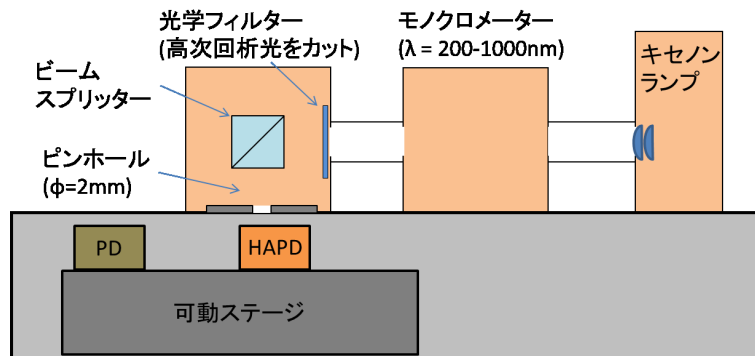 光学フィルター
(高次回折光をカット)
モノクロメーター
(λ = 200-1000nm)
キセノン
ランプ
ビーム
スプリッター
ピンホール
(φ=2mm)
PD
HAPD
可動ステージ